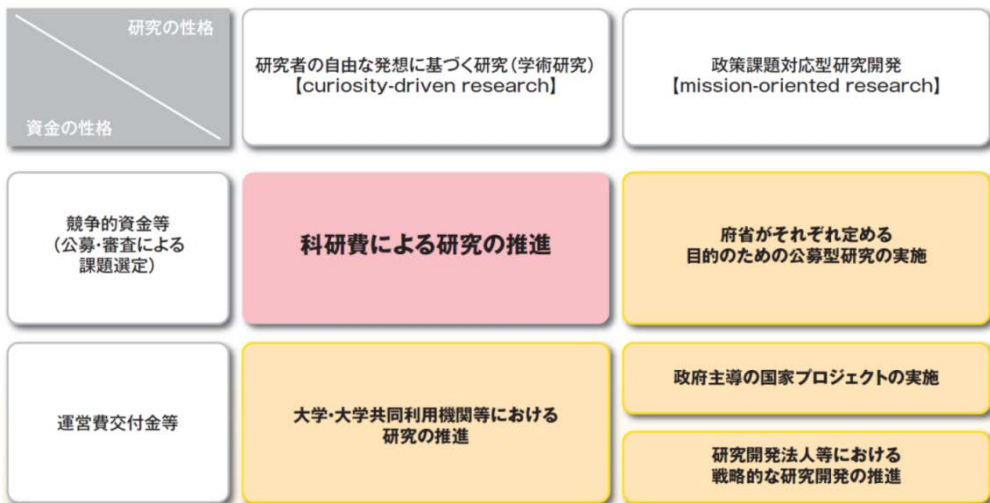 研究の性格
資金の性格
研究者の自由な発想に基づく研究(学術研究)
【curiosity-driven research】
政策課題対応型研究開発
【mission-oriented research】
競争的資金等
(公募・審査による
課題選定)
科研費による研究の推進
府省がそれぞれ定める
目的のための公募型研究の実施
運営費交付金等
大学・大学共同利用機関等における
研究の推進
政府主導の国家プロジェクトの実施
研究開発法人等における
戦略的な研究開発の推進